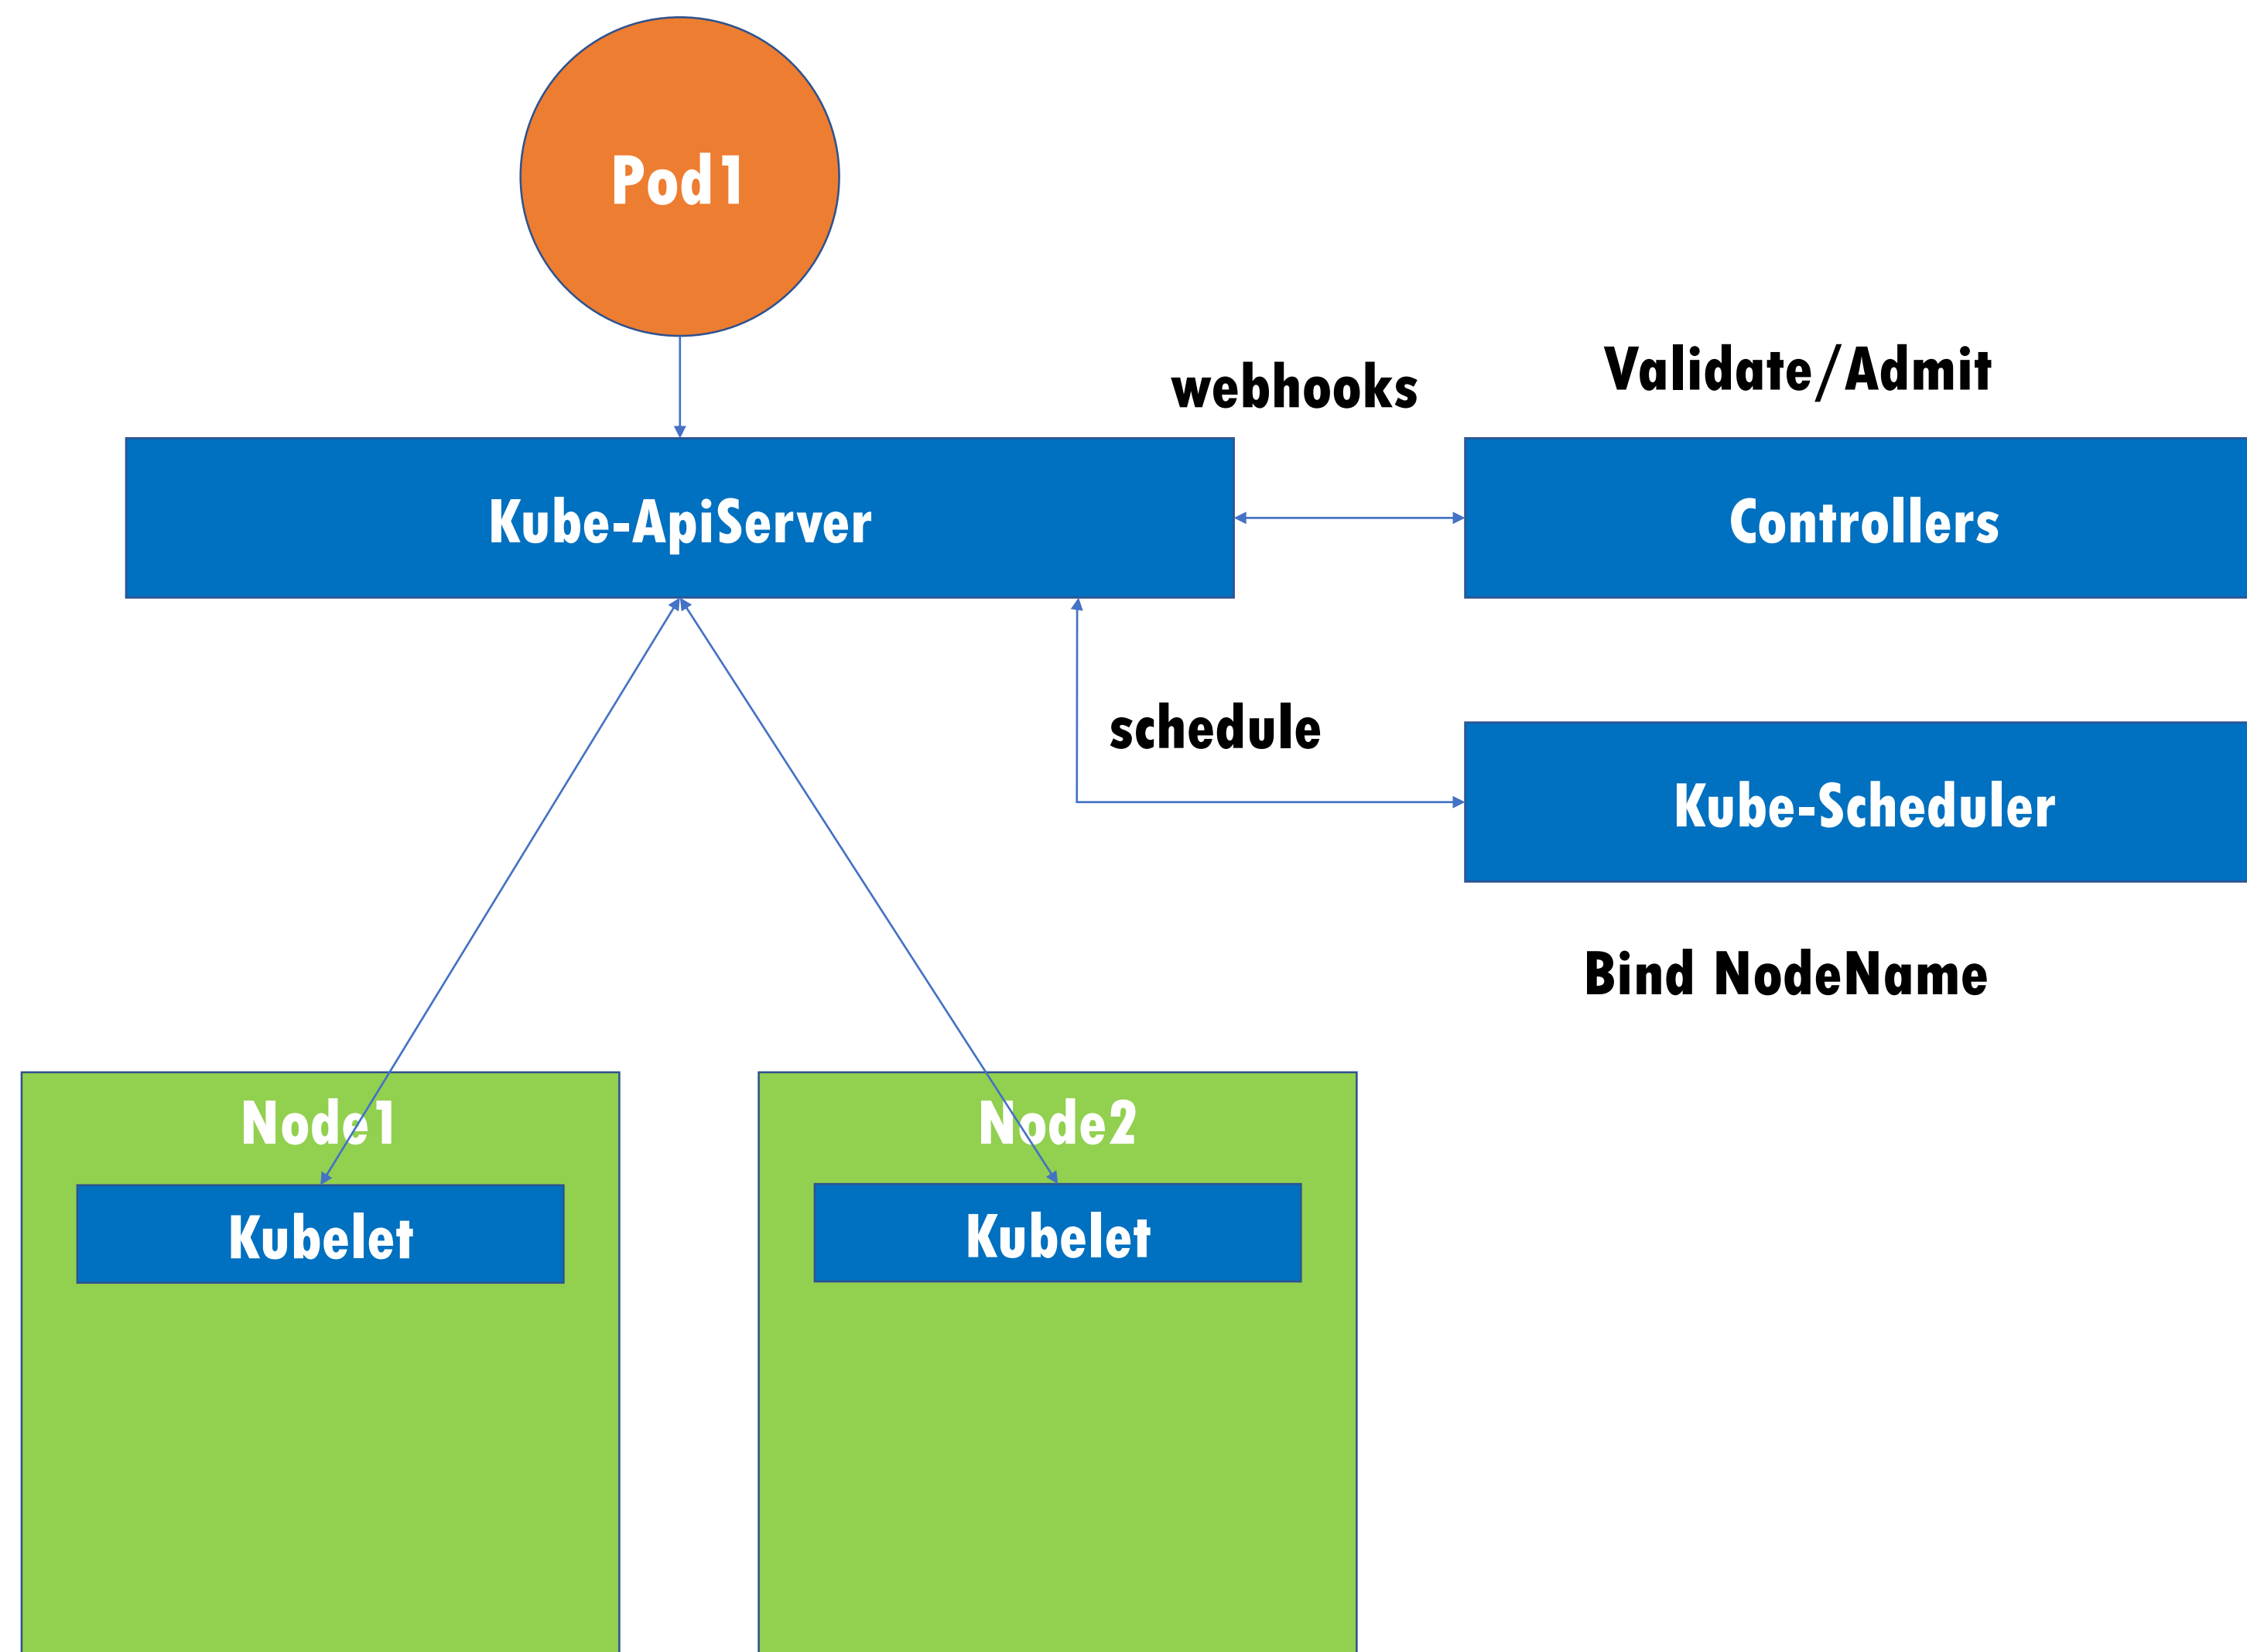 Pod1
webhooks
Validate/Admit
Kube-ApiServer
Controllers
schedule
Kube-Scheduler
Bind NodeName
Node1
Node2
Kubelet
Kubelet